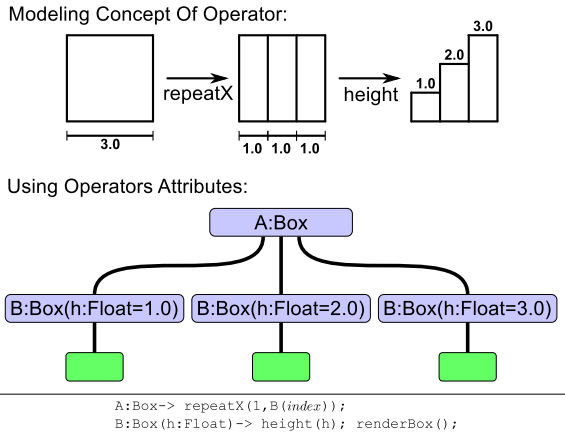 Modeling Concept Of Operator:
3.0
2.0
1.0
repeatX
height
3.0
1.0 1.0 1.0
Using Operators Attributes:
A:Box
B:Box(h:Float=1.0) B:Box(h:Float=2.0) B:Box(h:Float=3.0)
A:Box-> repeatX(1,B(index));
B:Box(h:Float)-> height(h); renderBox();